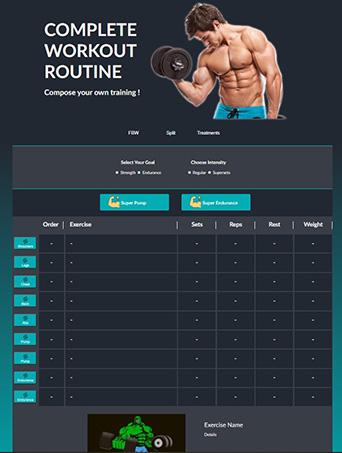 COMPLETE
WORKOUT
ROUTINE
Compose your own training !
FBW Split Treatments
Select Your Goal Choose Intensity
Strength Endurance Regular Supersets
Super Pump Super Endurance
Order Exercise Sets Reps Rest Weight
Shoulders - - - - - -
Legs - - - - - -
Chest - - - - - -
Back - - - - - -
Abs - - - - - -
Pump - - - - - -
Pump - - - - - -
Endurance - - - - - -
Endurance - - - - - -
Exercise Name
Details